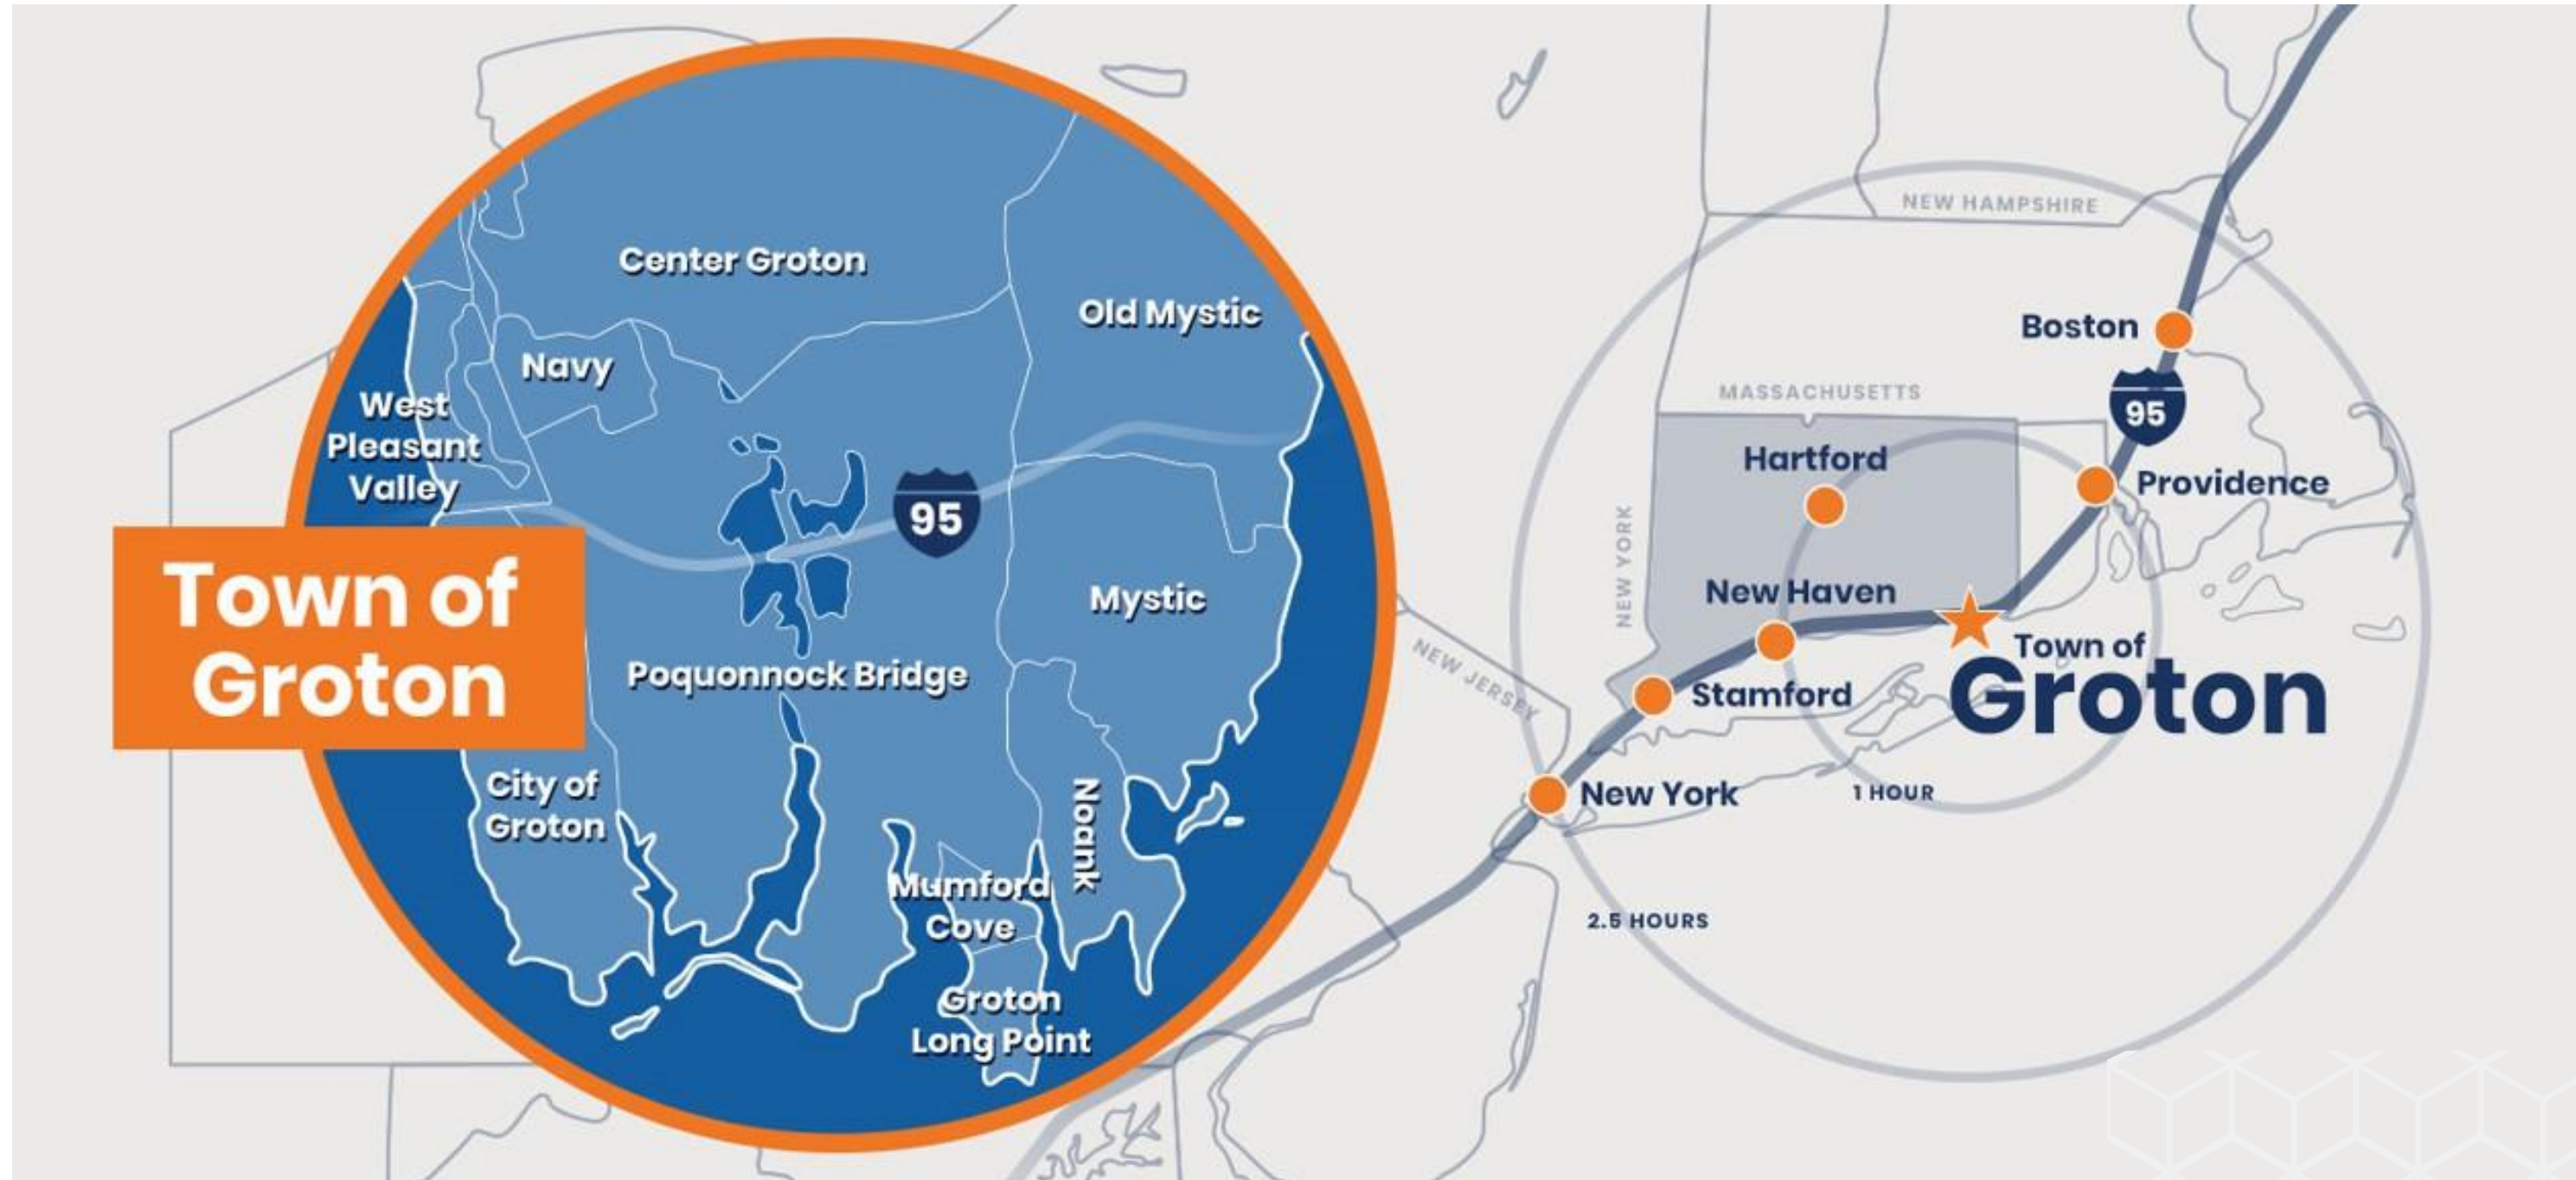 Center Groton
Old Mystic
Navy
West
Pleasant
Valley
95
Town of
Groton
Mystic
Poquonnock Bridge
City of
Groton
Noank
Mumford
Cove
Groton
Long Point
NEW HAMPSHIRE
Boston
MASSACHUSETTS
95
Hartford
Providence
NEW YORK
New Haven
Town of
Groton
NEW JERSEY
Stamford
New York
1 HOUR
2.5 HOURS